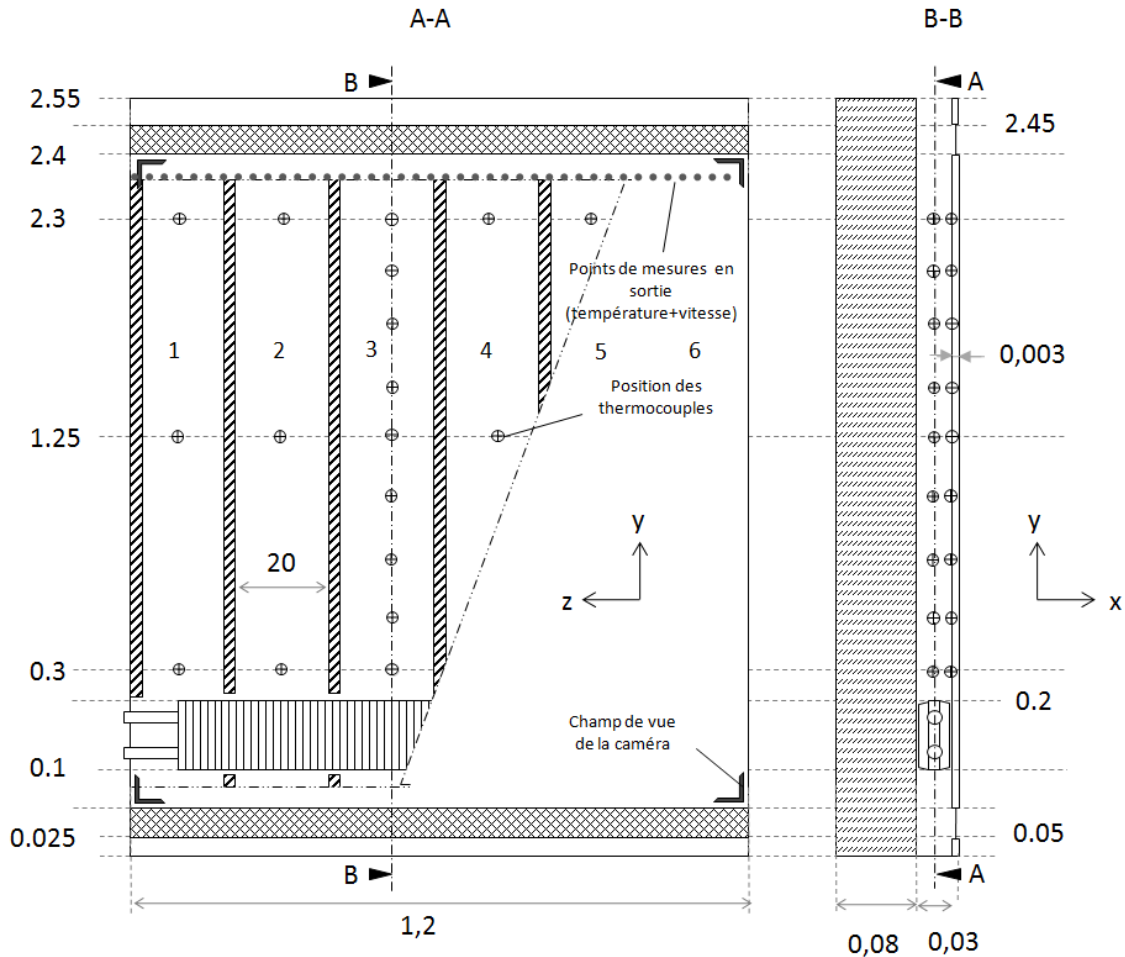 A-A
B-B
B
A
2.55
2.45
2.4
2.3
Points de mesures en
sortie
(température+vitesse)
1
2
3
4
5
6
0,003
Position des
thermocouples
1.25
y
y
20
z
x
0.3
0.2
Champ de vue
de la caméra
0.1
0.025
0.05
B
A
1,2
0,08
0,03